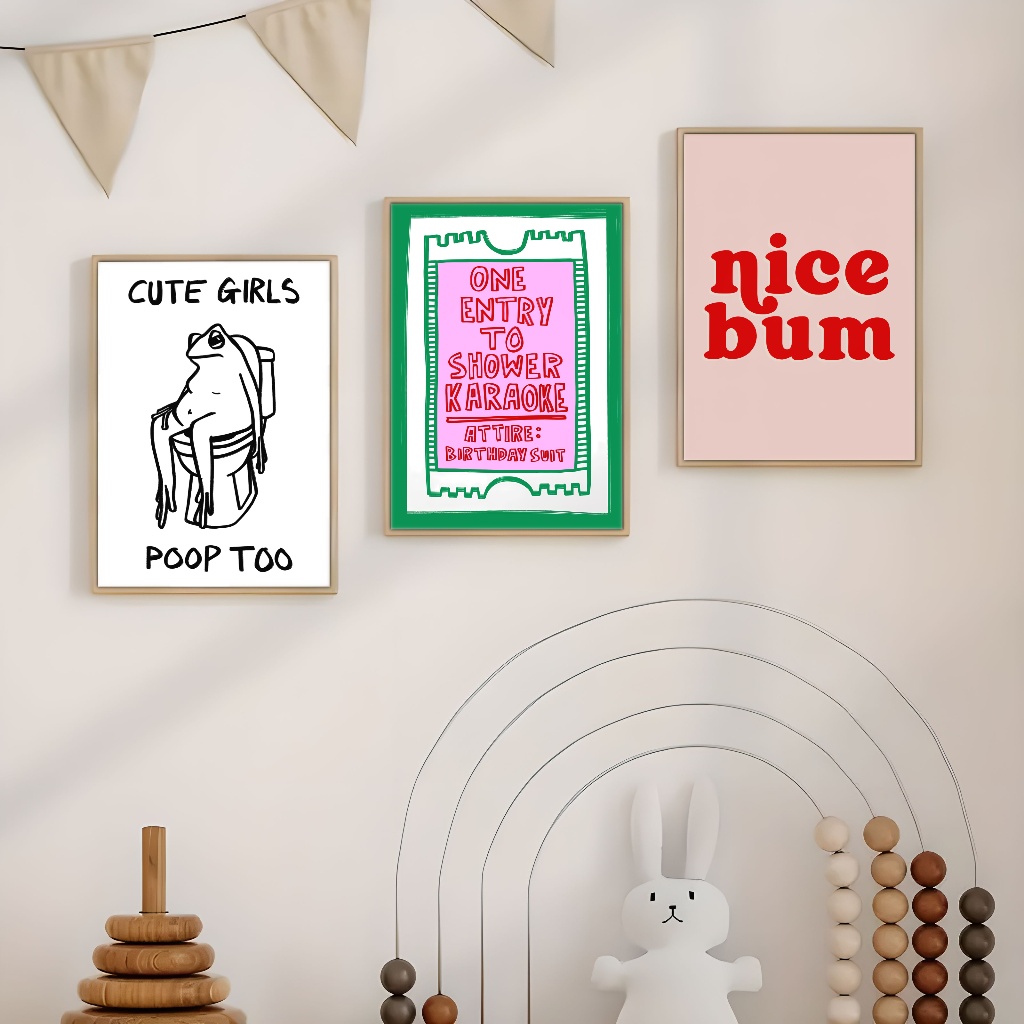 CUTE GIRLS
POOP TOO
ONE
ENTRY
TO
SHOWER
KARAOKE
ATTIRE:
BIRTHDAY SUIT
nice
bum